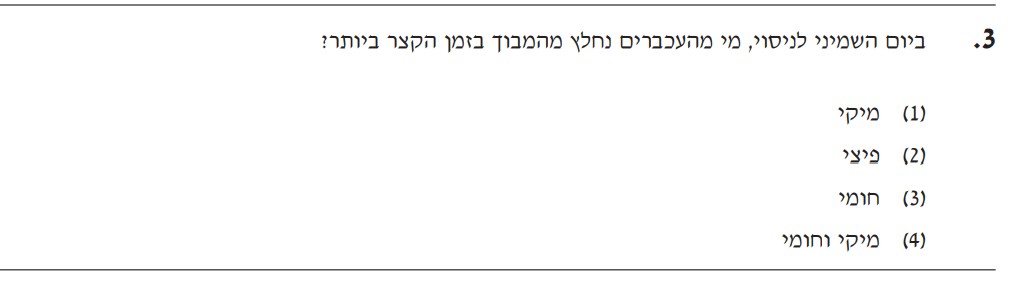 3. ביום השמיני לניסוי, מי מהעכברים נחלץ מהמבוך בזמן הקצר ביותר?
(1) מיקי
(2) פיצי
(3) חומי
(4) מיקי וחומי